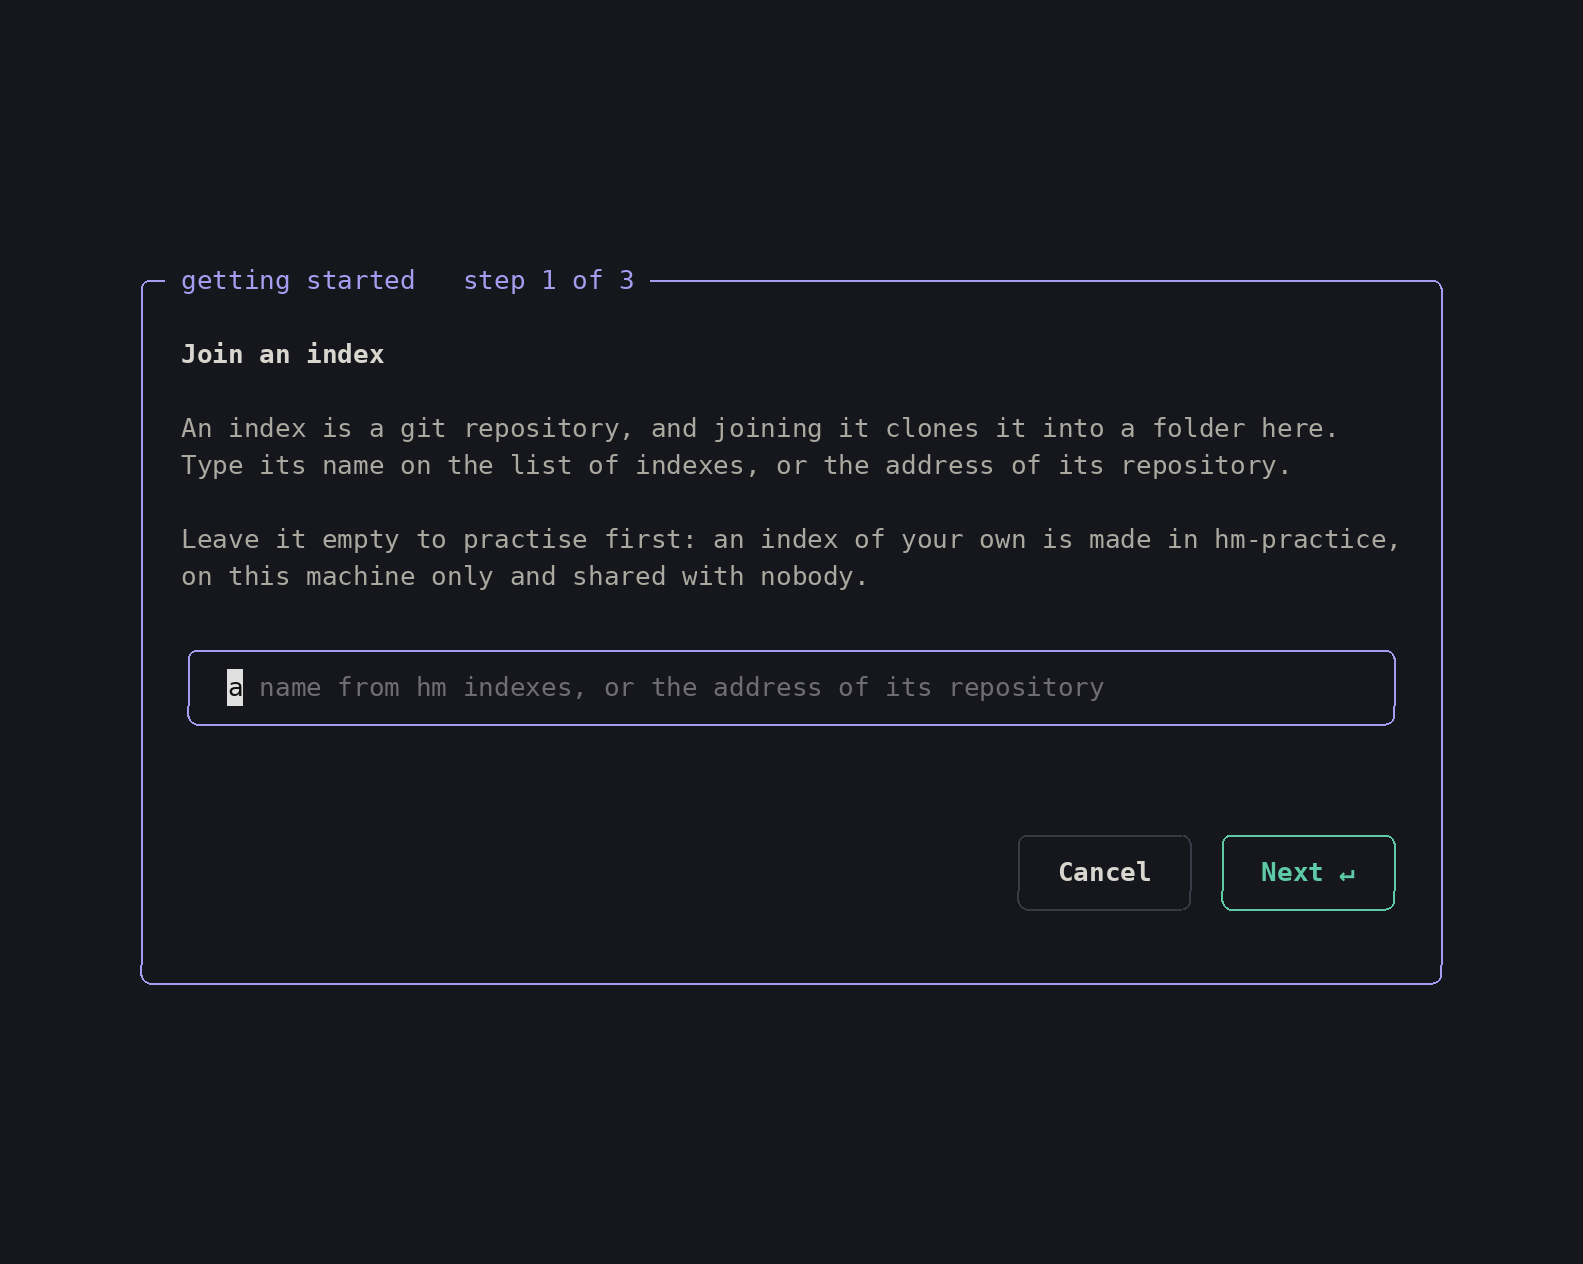 getting started   step 1 of 3
Join an index
An index is a git repository, and joining it clones it into a folder here.
Type its name on the list of indexes, or the address of its repository.
Leave it empty to practise first: an index of your own is made in hm-practice,
on this machine only and shared with nobody.
a name from hm indexes, or the address of its repository
Cancel   Next ↵